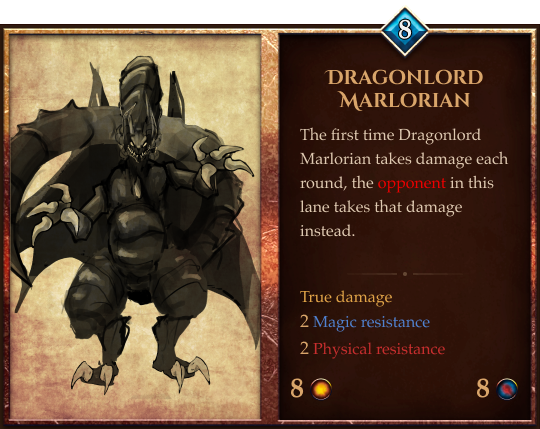 8
DRAGONLORD
MARLORIAN
The first time Dragonlord
Marlorian takes damage each
round, the opponent in this
lane takes that damage
instead.
True damage
2 Magic resistance
2 Physical resistance
8 8